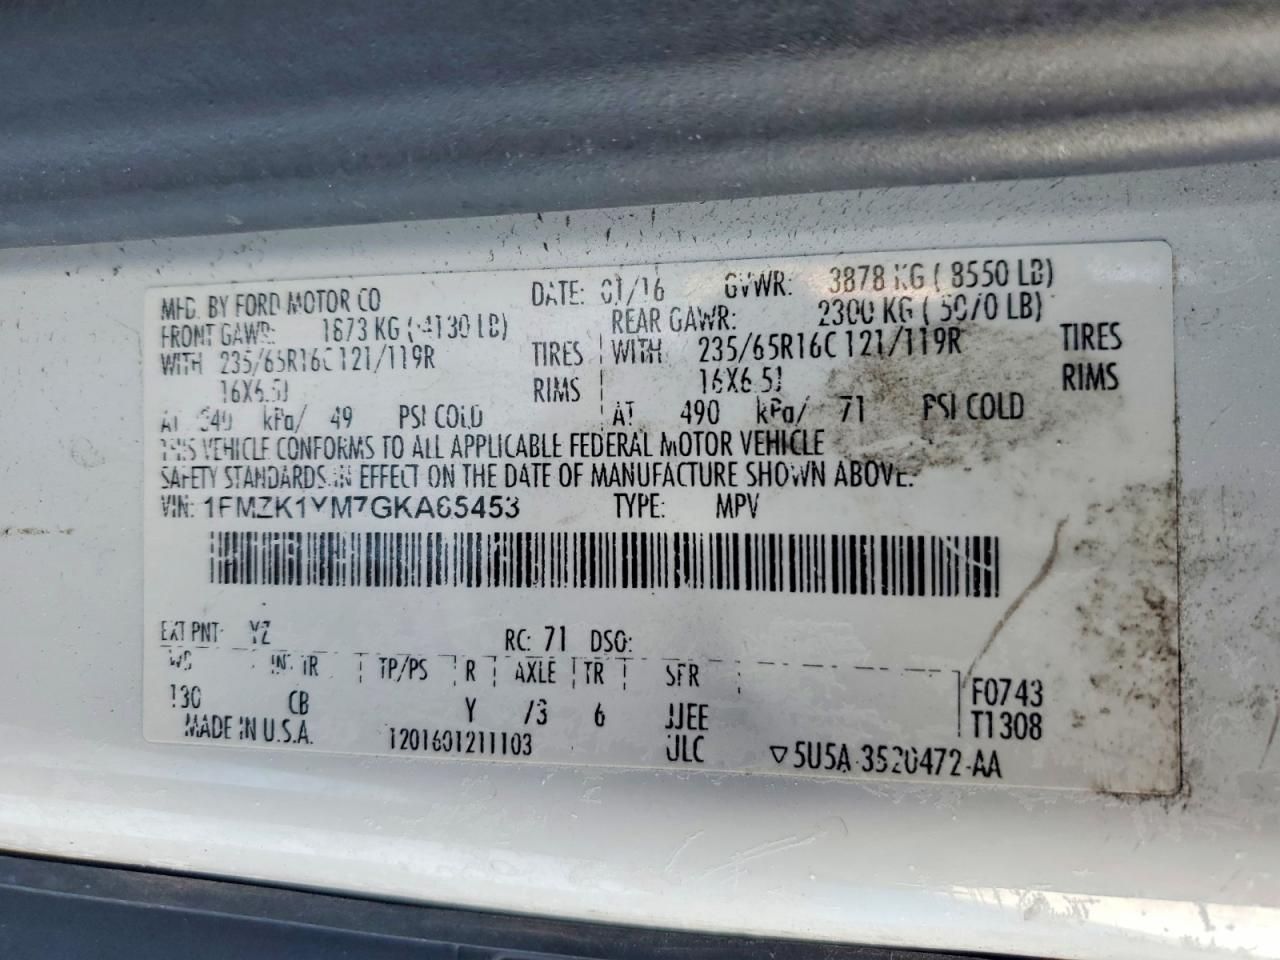 MFD. BY FORD MOTOR CO DATE: 01/16 GVWR: 3878 KG ( 8550 LB)
FRONT GAWR: 1873 KG ( 4130 LB) REAR GAWR: 2300 KG ( 5070 LB)
WITH 235/65R16C 121/119R TIRES WITH 235/65R16C 121/119R TIRES
16X6.5J RIMS 16X6.5J RIMS
AT 340 kPa/ 49 PSI COLD AT 490 kPa/ 71 PSI COLD
THIS VEHICLE CONFORMS TO ALL APPLICABLE FEDERAL MOTOR VEHICLE
SAFETY STANDARDS IN EFFECT ON THE DATE OF MANUFACTURE SHOWN ABOVE.
VIN: 1FMZK1YM7GKA65453 TYPE: MPV
EXT PNT: YZ RC: 71 DSO:
WB INT TR TP/PS R AXLE TR SFR
130 CB Y 73 6 JJEE F0743
MADE IN U.S.A. 1201601211103 ULC T1308
▽5U5A-3520472-AA